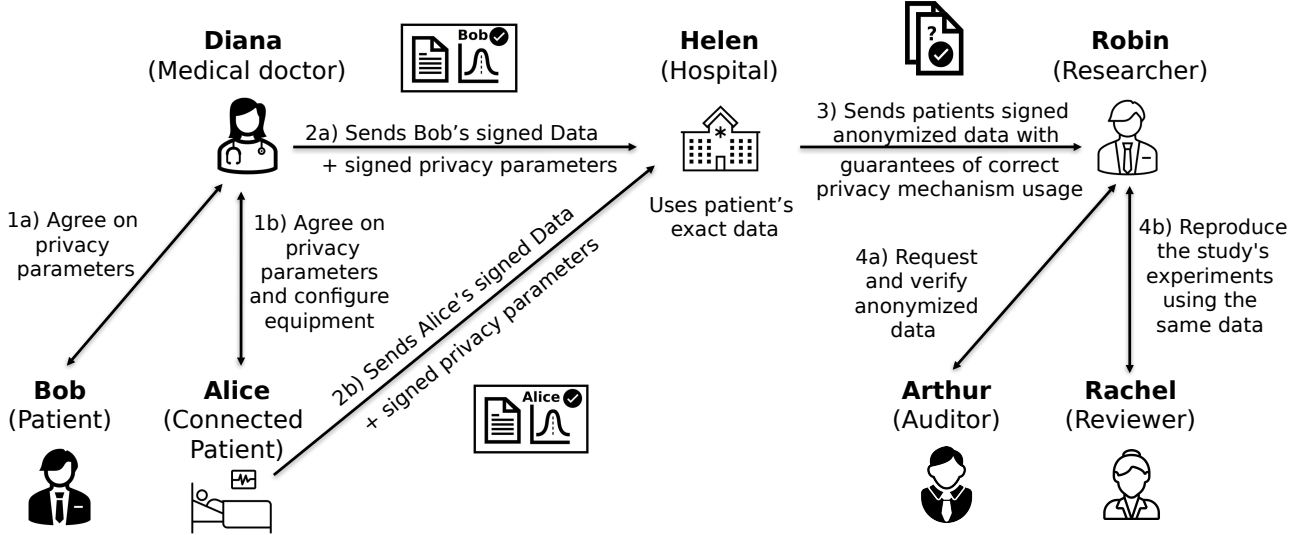 Diana
(Medical doctor)
Bob
Helen
(Hospital)
?
Robin
(Researcher)
2a) Sends Bob’s signed Data
+ signed privacy parameters
3) Sends patients signed
anonymized data with
guarantees of correct
privacy mechanism usage
Uses patient’s
exact data
1a) Agree on
privacy
parameters
1b) Agree on
privacy
parameters
and configure
equipment
2b) Sends Alice’s signed Data
+ signed privacy parameters
4a) Request
and verify
anonymized
data
4b) Reproduce
the study's
experiments
using the
same data
Bob
(Patient)
Alice
(Connected
Patient)
Alice
Arthur
(Auditor)
Rachel
(Reviewer)